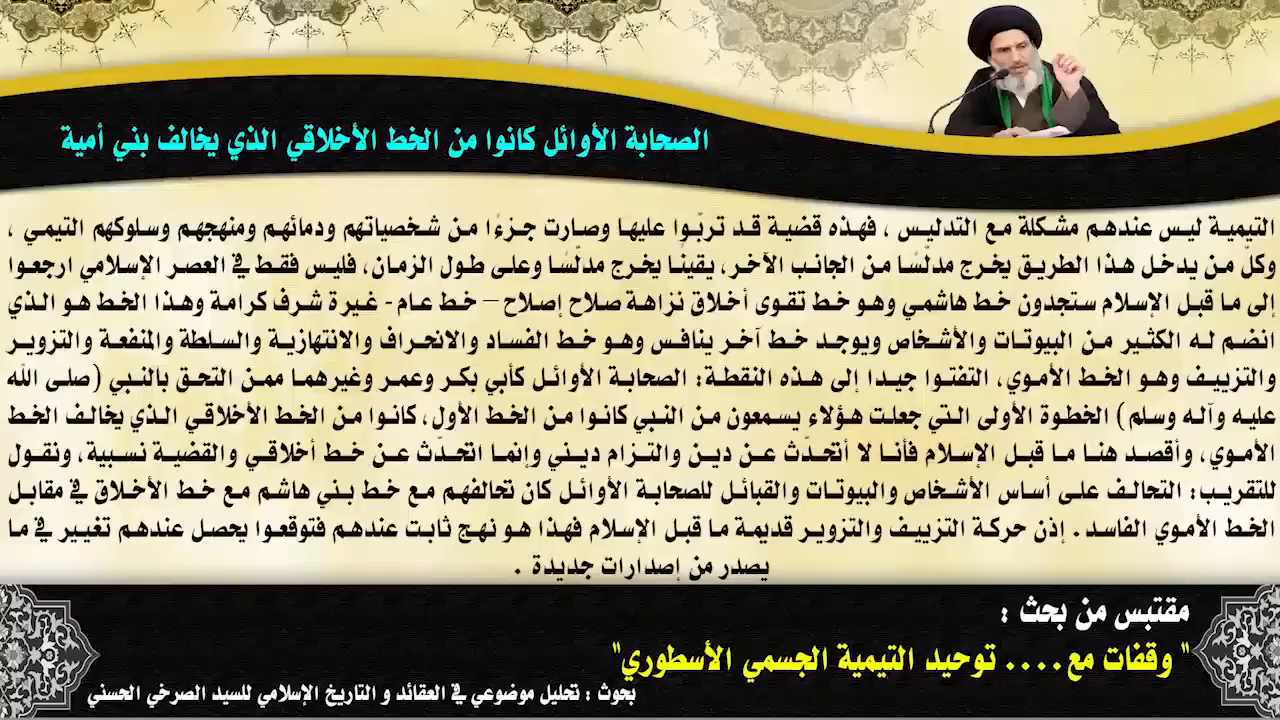 الصحابة الأوائل كانوا من الخط الأخلاقي الذي يخالف بني أمية
التيمية ليس عندهم مشكلة مع التدليس ، فهذه قضية قد تربّوا عليها وصارت جزءًا من شخصياتهم ودمائهم ومنهجهم وسلوكهم التيمي ،
وكلّ من يدخل هذا الطريق يخرج مدلّسًا من الجانب الآخر، يقينًا يخرج مدلّسًا وعلى طول الزمان، فليس فقط في العصر الإسلامي ارجعوا
إلى ما قبل الإسلام ستجدون خط هاشمي وهو خط تقوى أخلاق نزاهة صلاح إصلاح – خط عام- غيرة شرف كرامة وهذا الخط هو الذي
انضم له الكثير من البيوتات والأشخاص ويوجد خط آخر ينافس وهو خط الفساد والانحراف والانتهازية والسلطة والمنفعة والتزوير
والتزييف وهو الخط الأموي، التفتوا جيدا إلى هذه النقطة: الصحابة الأوائل كأبي بكر وعمر وغيرهما ممن التحق بالنبي (صلى الله
عليه وآله وسلم) الخطوة الأولى التي جعلت هؤلاء يسمعون من النبي كانوا من الخط الأول، كانوا من الخط الأخلاقي الذي يخالف الخط
الأموي، وأقصد هنا ما قبل الإسلام فأنا لا أتحدّث عن دين والتزام ديني وإنما اتحدّث عن خط أخلاقي والقضية نسبية، ونقول
للتقريب: التحالف على أساس الأشخاص والبيوتات والقبائل للصحابة الأوائل كان تحالفهم مع خط بني هاشم مع خط الأخلاق في مقابل
الخط الأموي الفاسد. إذن حركة التزييف والتزوير قديمة ما قبل الإسلام فهذا هو نهج ثابت عندهم فتوقعوا يحصل عندهم تغيير في ما
يصدر من إصدارات جديدة .
مقتبس من بحث :
" وقفات مع.... توحيد التيمية الجسمي الأسطوري"
بحوث : تحليل موضوعي في العقائد و التاريخ الإسلامي للسيد الصرخي الحسني